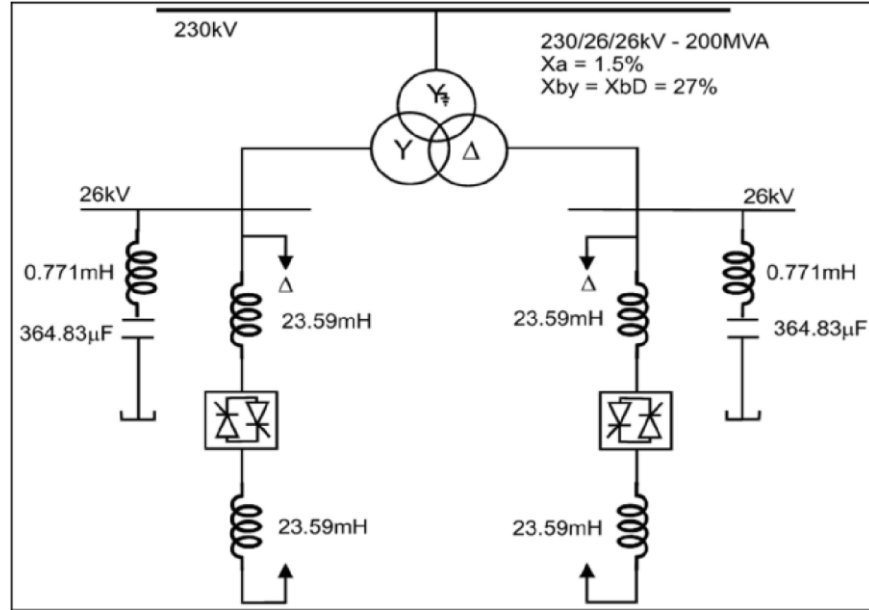 230kV
230/26/26kV - 200MVA
Xa = 1.5%
Xby = XbD = 27%
Y
Y Δ
26kV 26kV
0.771mH 0.771mH
Δ Δ
23.59mH 23.59mH
364.83μF 364.83μF
23.59mH 23.59mH